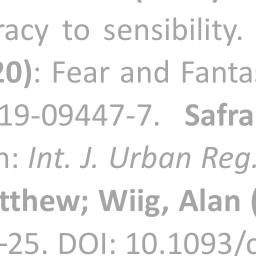 racy to sensibility.
20): Fear and Fanta
19-09447-7. Safra
n: Int. J. Urban Reg.
tthew; Wiig, Alan (
–25. DOI: 10.1093/c